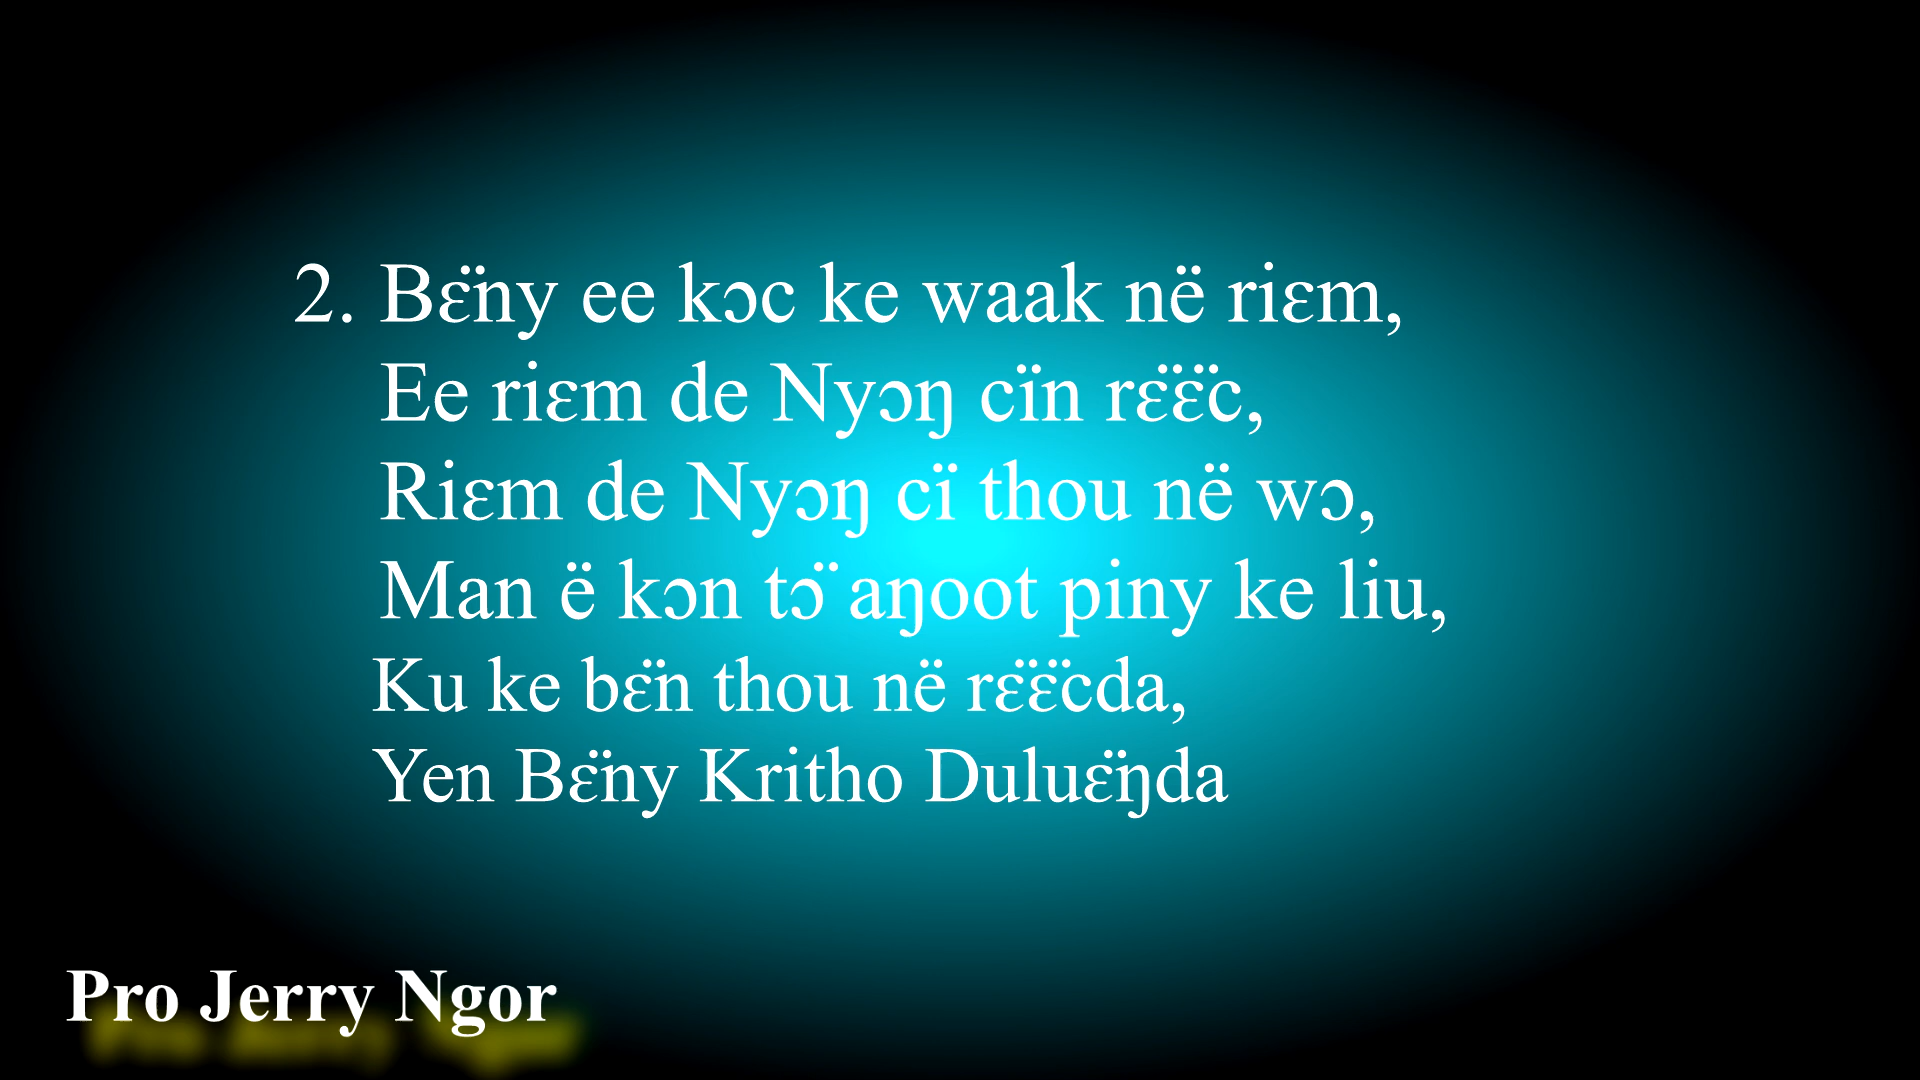 2. Bɛ̈ny ee kɔc ke waak në riɛm,
Ee riɛm de Nyɔŋ cïn rɛ̈ɛ̈c,
Riɛm de Nyɔŋ cï thou në wɔ,
Man ë kɔn tɔ̈ aŋoot piny ke liu,
Ku ke bɛ̈n thou në rɛ̈ɛ̈cda,
Yen Bɛ̈ny Kritho Duluɛ̈ŋda
Pro Jerry Ngor